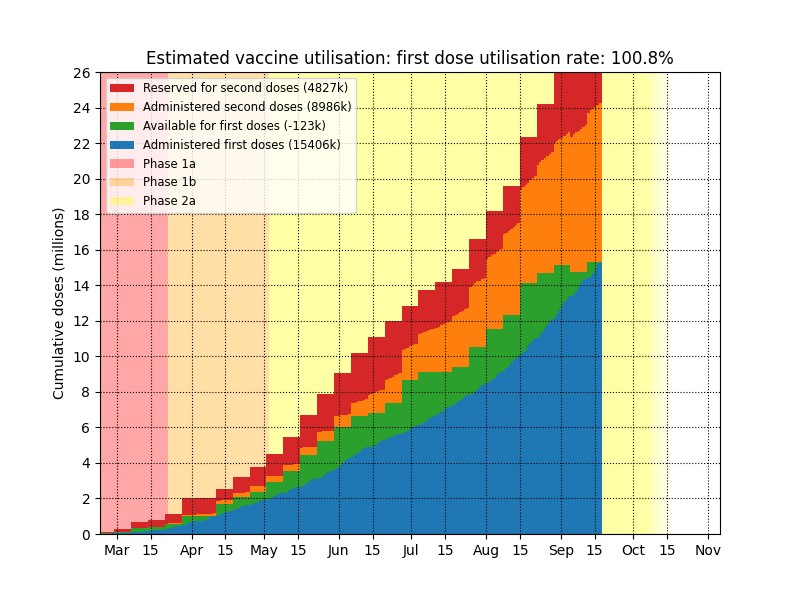 Estimated vaccine utilisation: first dose utilisation rate: 100.8%
Cumulative doses (millions)
26
24
22
20
18
16
14
12
10
8
6
4
2
0
Reserved for second doses (4827k)
Administered second doses (8986k)
Available for first doses (-123k)
Administered first doses (15406k)
Phase 1a
Phase 1b
Phase 2a
Mar 15 Apr 15 May 15 Jun 15 Jul 15 Aug 15 Sep 15 Oct 15 Nov